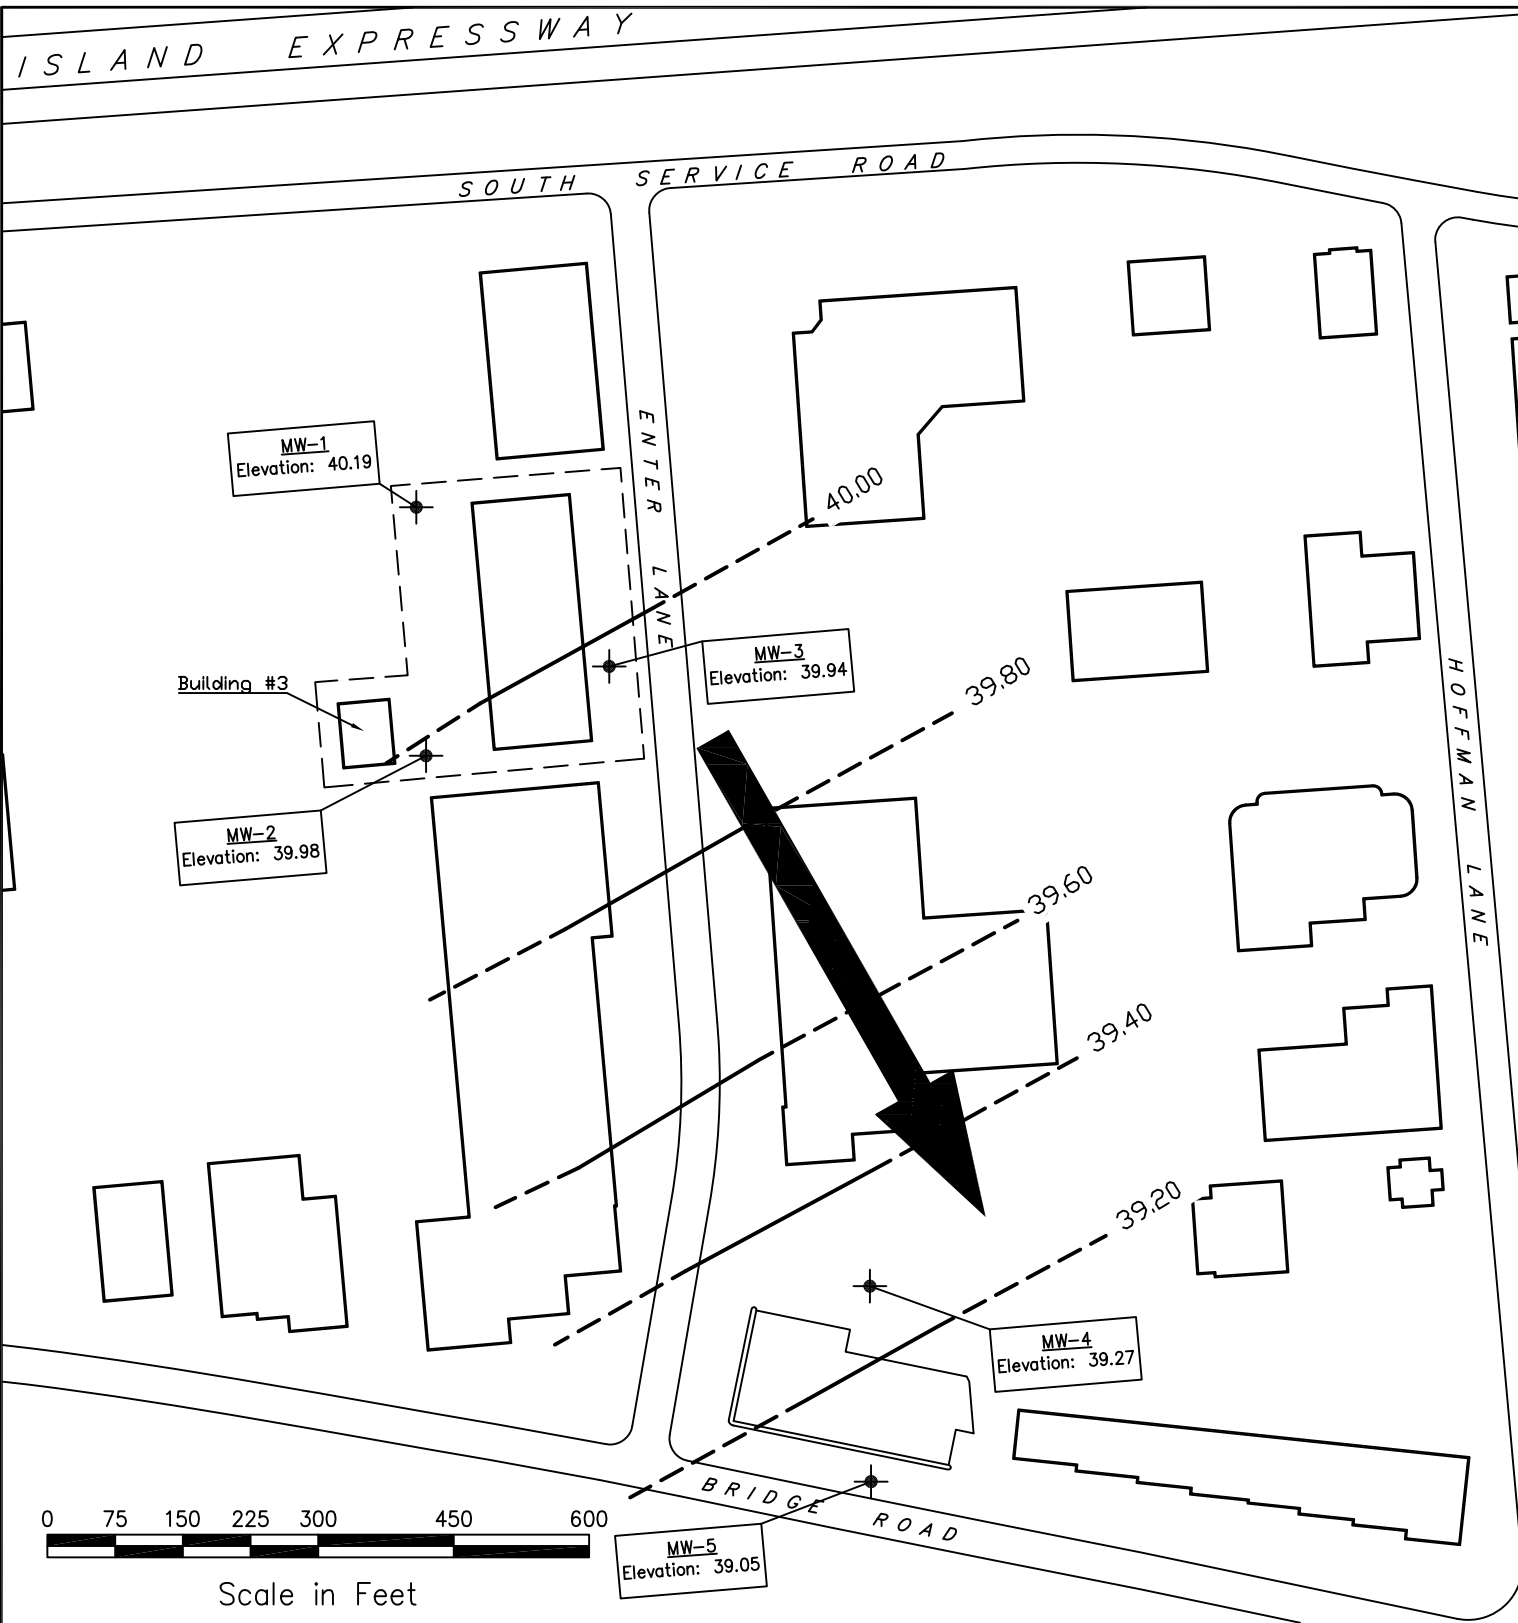 ISLAND EXPRESSWAY
SOUTH SERVICE ROAD
ENTER LANE
HOFFMAN LANE
MW-1
Elevation: 40.19
40.00
MW-3
Elevation: 39.94
Building #3
39.80
MW-2
Elevation: 39.98
39.60
39.40
39.20
MW-4
Elevation: 39.27
BRIDGE ROAD
MW-5
Elevation: 39.05
0 75 150 225 300 450 600
Scale in Feet